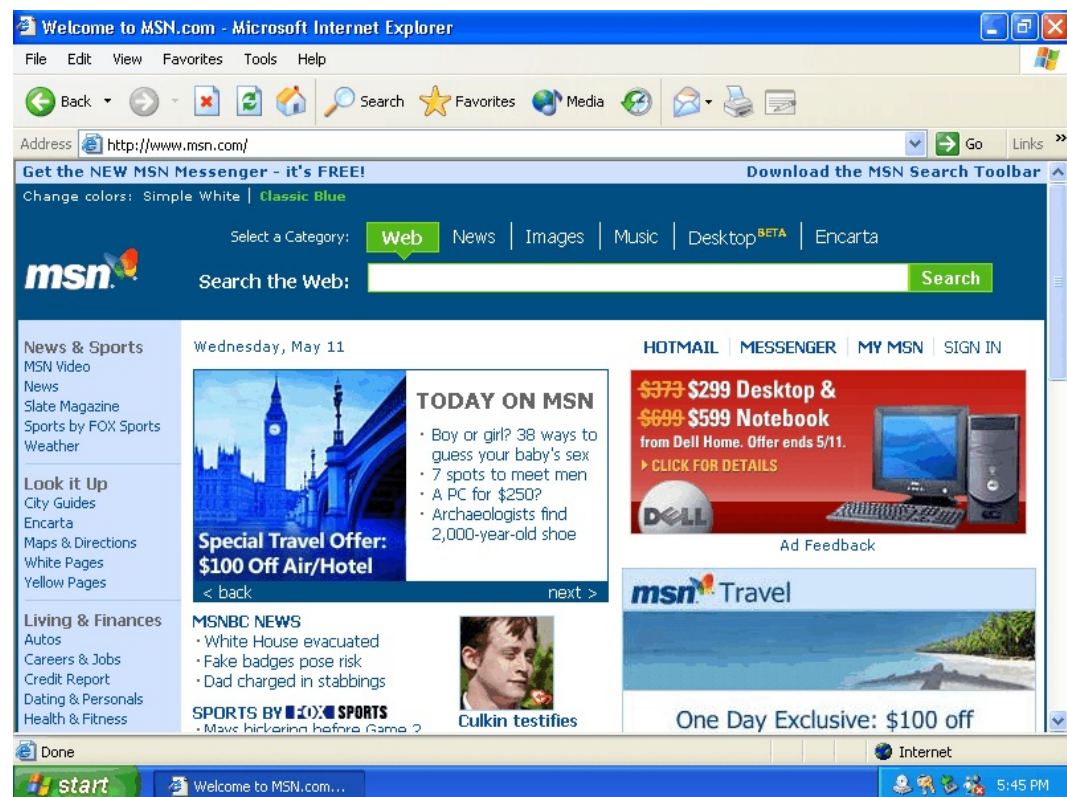 Welcome to MSN.com - Microsoft Internet Explorer
File Edit View Favorites Tools Help
Back Search Favorites Media
Address http://www.msn.com/ Go Links »
Get the NEW MSN Messenger - it's FREE! Download the MSN Search Toolbar
Change colors: Simple White | Classic Blue
Select a Category: Web News | Images | Music | Desktop BETA | Encarta
msn
Search the Web: Search
News & Sports
MSN Video
News
Slate Magazine
Sports by FOX Sports
Weather
Look it Up
City Guides
Encarta
Maps & Directions
White Pages
Yellow Pages
Living & Finances
Autos
Careers & Jobs
Credit Report
Dating & Personals
Health & Fitness
Wednesday, May 11
HOTMAIL | MESSENGER | MY MSN | SIGN IN
Special Travel Offer:
$100 Off Air/Hotel
TODAY ON MSN
· Boy or girl? 38 ways to
guess your baby's sex
· 7 spots to meet men
· A PC for $250?
· Archaeologists find
2,000-year-old shoe
< back next >
MSNBC NEWS
· White House evacuated
· Fake badges pose risk
· Dad charged in stabbings
SPORTS BY FOX SPORTS
· Mavs bickering before Game 2
Culkin testifies
$373 $299 Desktop &
$699 $599 Notebook
from Dell Home. Offer ends 5/11.
CLICK FOR DETAILS
DELL
Ad Feedback
msn Travel
One Day Exclusive: $100 off
Done Internet
start Welcome to MSN.com... 5:45 PM